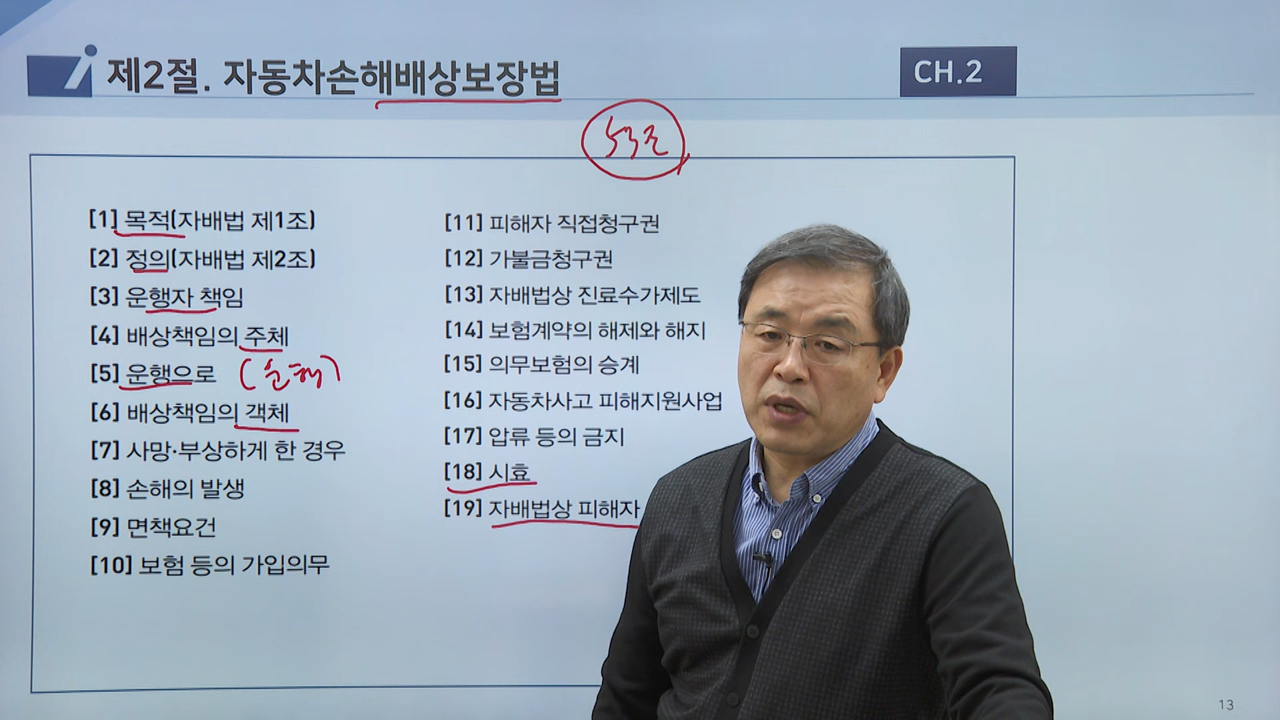 제2절. 자동차손해배상보장법
CH.2
53조
[1] 목적(자배법 제1조)
[2] 정의(자배법 제2조)
[3] 운행자 책임
[4] 배상책임의 주체
[5] 운행으로 (운행)
[6] 배상책임의 객체
[7] 사망·부상하게 한 경우
[8] 손해의 발생
[9] 면책요건
[10] 보험 등의 가입의무
[11] 피해자 직접청구권
[12] 가불금청구권
[13] 자배법상 진료수가제도
[14] 보험계약의 해제와 해지
[15] 의무보험의 승계
[16] 자동차사고 피해지원사업
[17] 압류 등의 금지
[18] 시효
[19] 자배법상 피해자
13